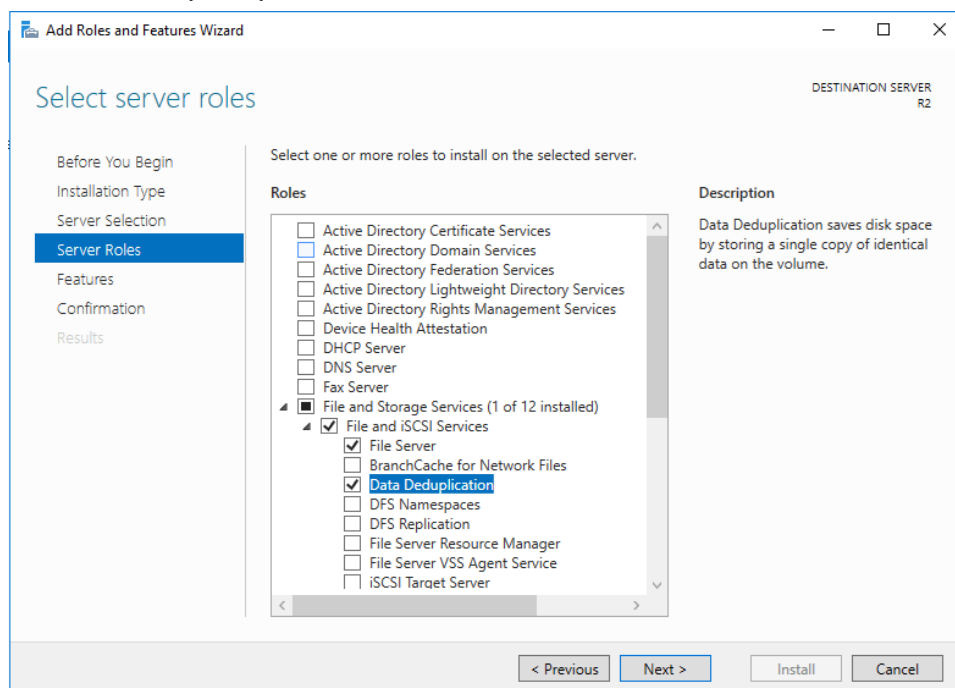 Add Roles and Features Wizard
Select server roles
DESTINATION SERVER
R2
Before You Begin
Installation Type
Server Selection
Server Roles
Features
Confirmation
Results
Select one or more roles to install on the selected server.
Roles
Active Directory Certificate Services
Active Directory Domain Services
Active Directory Federation Services
Active Directory Lightweight Directory Services
Active Directory Rights Management Services
Device Health Attestation
DHCP Server
DNS Server
Fax Server
File and Storage Services (1 of 12 installed)
File and iSCSI Services
File Server
BranchCache for Network Files
Data Deduplication
DFS Namespaces
DFS Replication
File Server Resource Manager
File Server VSS Agent Service
iSCSI Target Server
Description
Data Deduplication saves disk space
by storing a single copy of identical
data on the volume.
< Previous
Next >
Install
Cancel